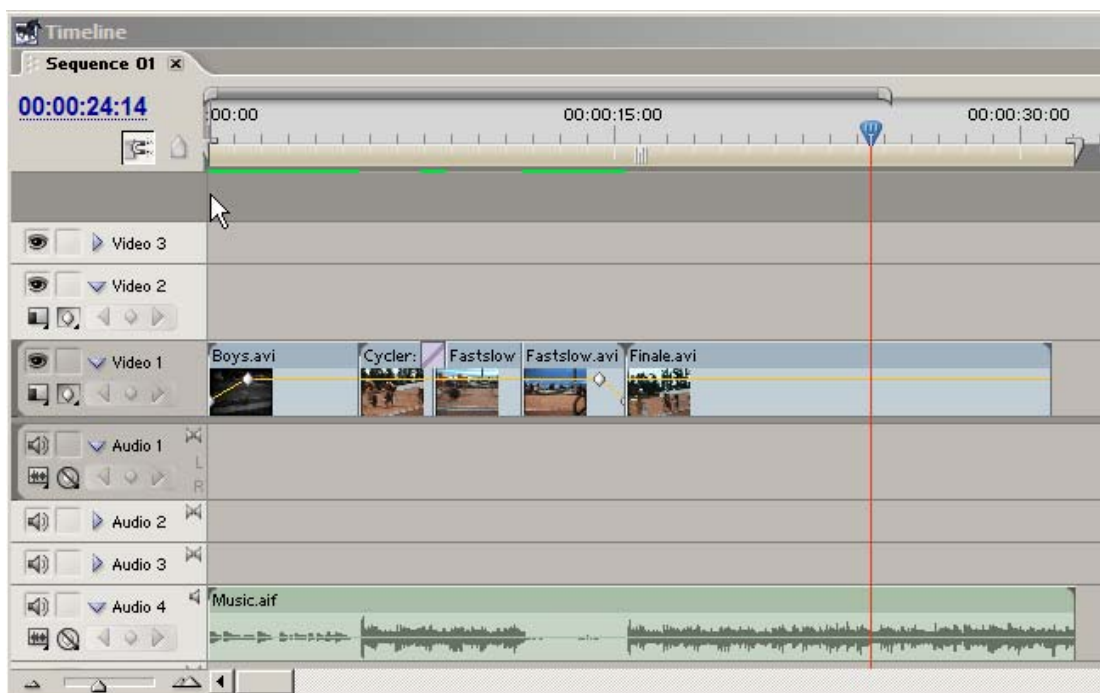 Timeline
Sequence 01
00:00:24:14
:00:00 00:00:15:00 00:00:30:00
Video 3
Video 2
Video 1
Boys.avi Cycler: Fastslow Fastslow.avi Finale.avi
Audio 1
L
R
Audio 2
Audio 3
Audio 4
Music.aif